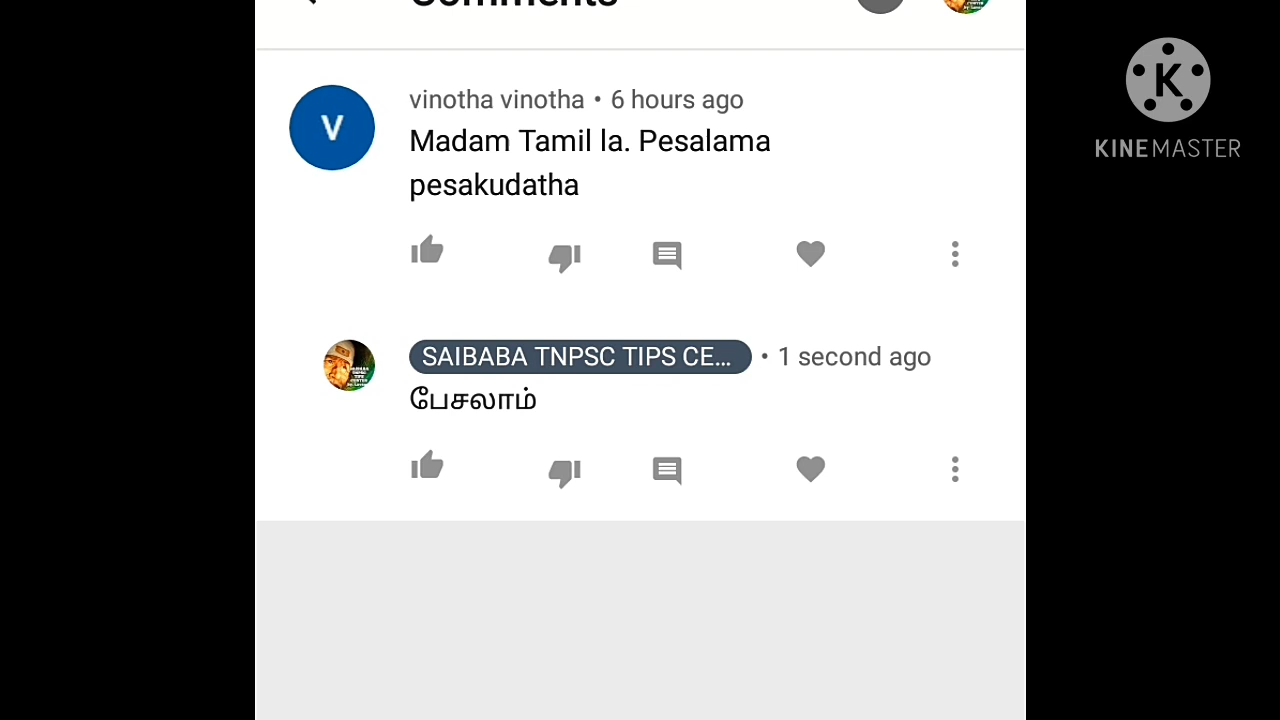 Comments
vinotha vinotha • 6 hours ago
Madam Tamil la. Pesalama
pesakudatha
V
SAIBABA TNPSC TIPS CE... • 1 second ago
பேசலாம்
K
KINEMASTER